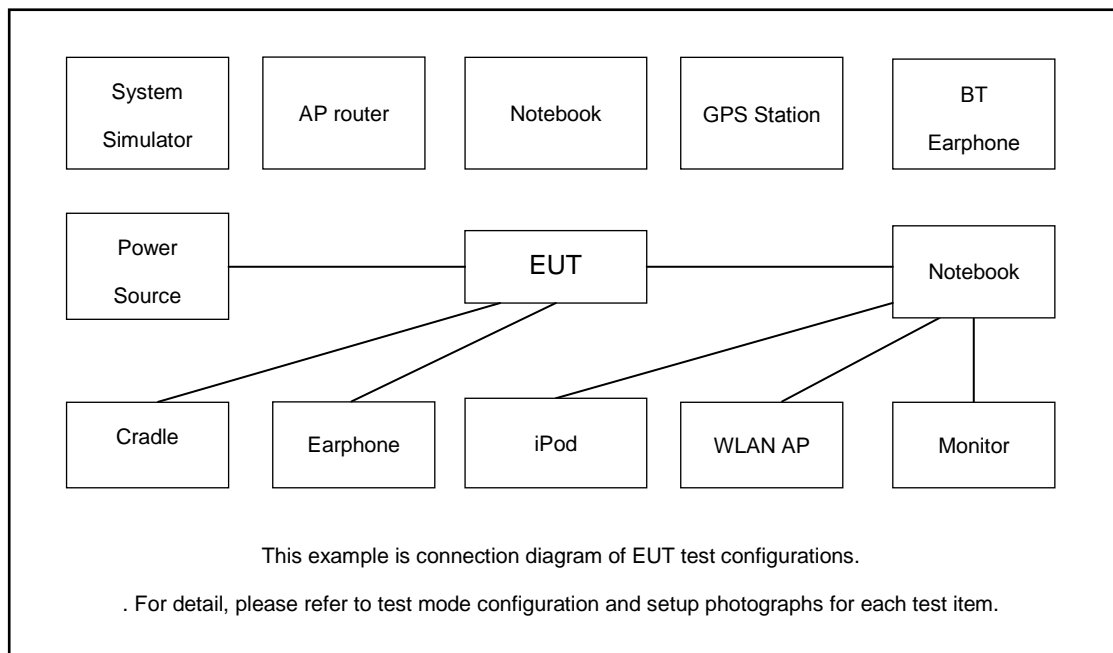 System
Simulator
AP router
Notebook
GPS Station
BT
Earphone
Power
Source
EUT
Notebook
Cradle
Earphone
iPod
WLAN AP
Monitor
This example is connection diagram of EUT test configurations.
. For detail, please refer to test mode configuration and setup photographs for each test item.